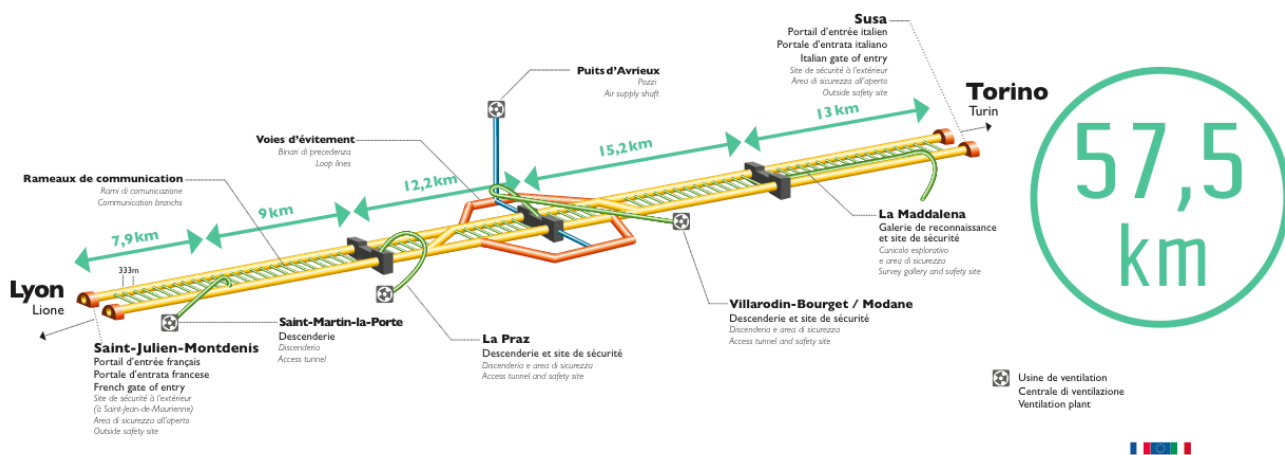 Susa
Portail d'entrée italien
Portale d'entrata italiano
Italian gate of entry
Site de sécurité à l'extérieur
Area di sicurezza all'aperto
Outside safety site
Torino
Turin
Puits d'Avrieux
Pozzi
Air supply shaft
13 km
57,5
km
Voies d'évitement
Binari di precedenza
Loop lines
15,2 km
Rameaux de communication
Rami di comunicazione
Communication branchs
12,2 km
9 km
7,9 km
La Maddalena
Galerie de reconnaissance
et site de sécurité
Cunicolo esplorativo
e area di sicurezza
Survey gallery and safety site
333m
Lyon
Lione
Villarodin-Bourget / Modane
Descenderie et site de sécurité
Discenderia e area di sicurezza
Access tunnel and safety site
Saint-Martin-la-Porte
Descenderie
Discenderia
Access tunnel
La Praz
Descenderie et site de sécurité
Discenderia e area di sicurezza
Access tunnel and safety site
Saint-Julien-Montdenis
Portail d'entrée français
Portale d'entrata francese
French gate of entry
Site de sécurité à l'extérieur
(à Saint-Jean-de-Maurienne)
Area di sicurezza all'aperto
Outside safety site
Usine de ventilation
Centrale di ventilazione
Ventilation plant